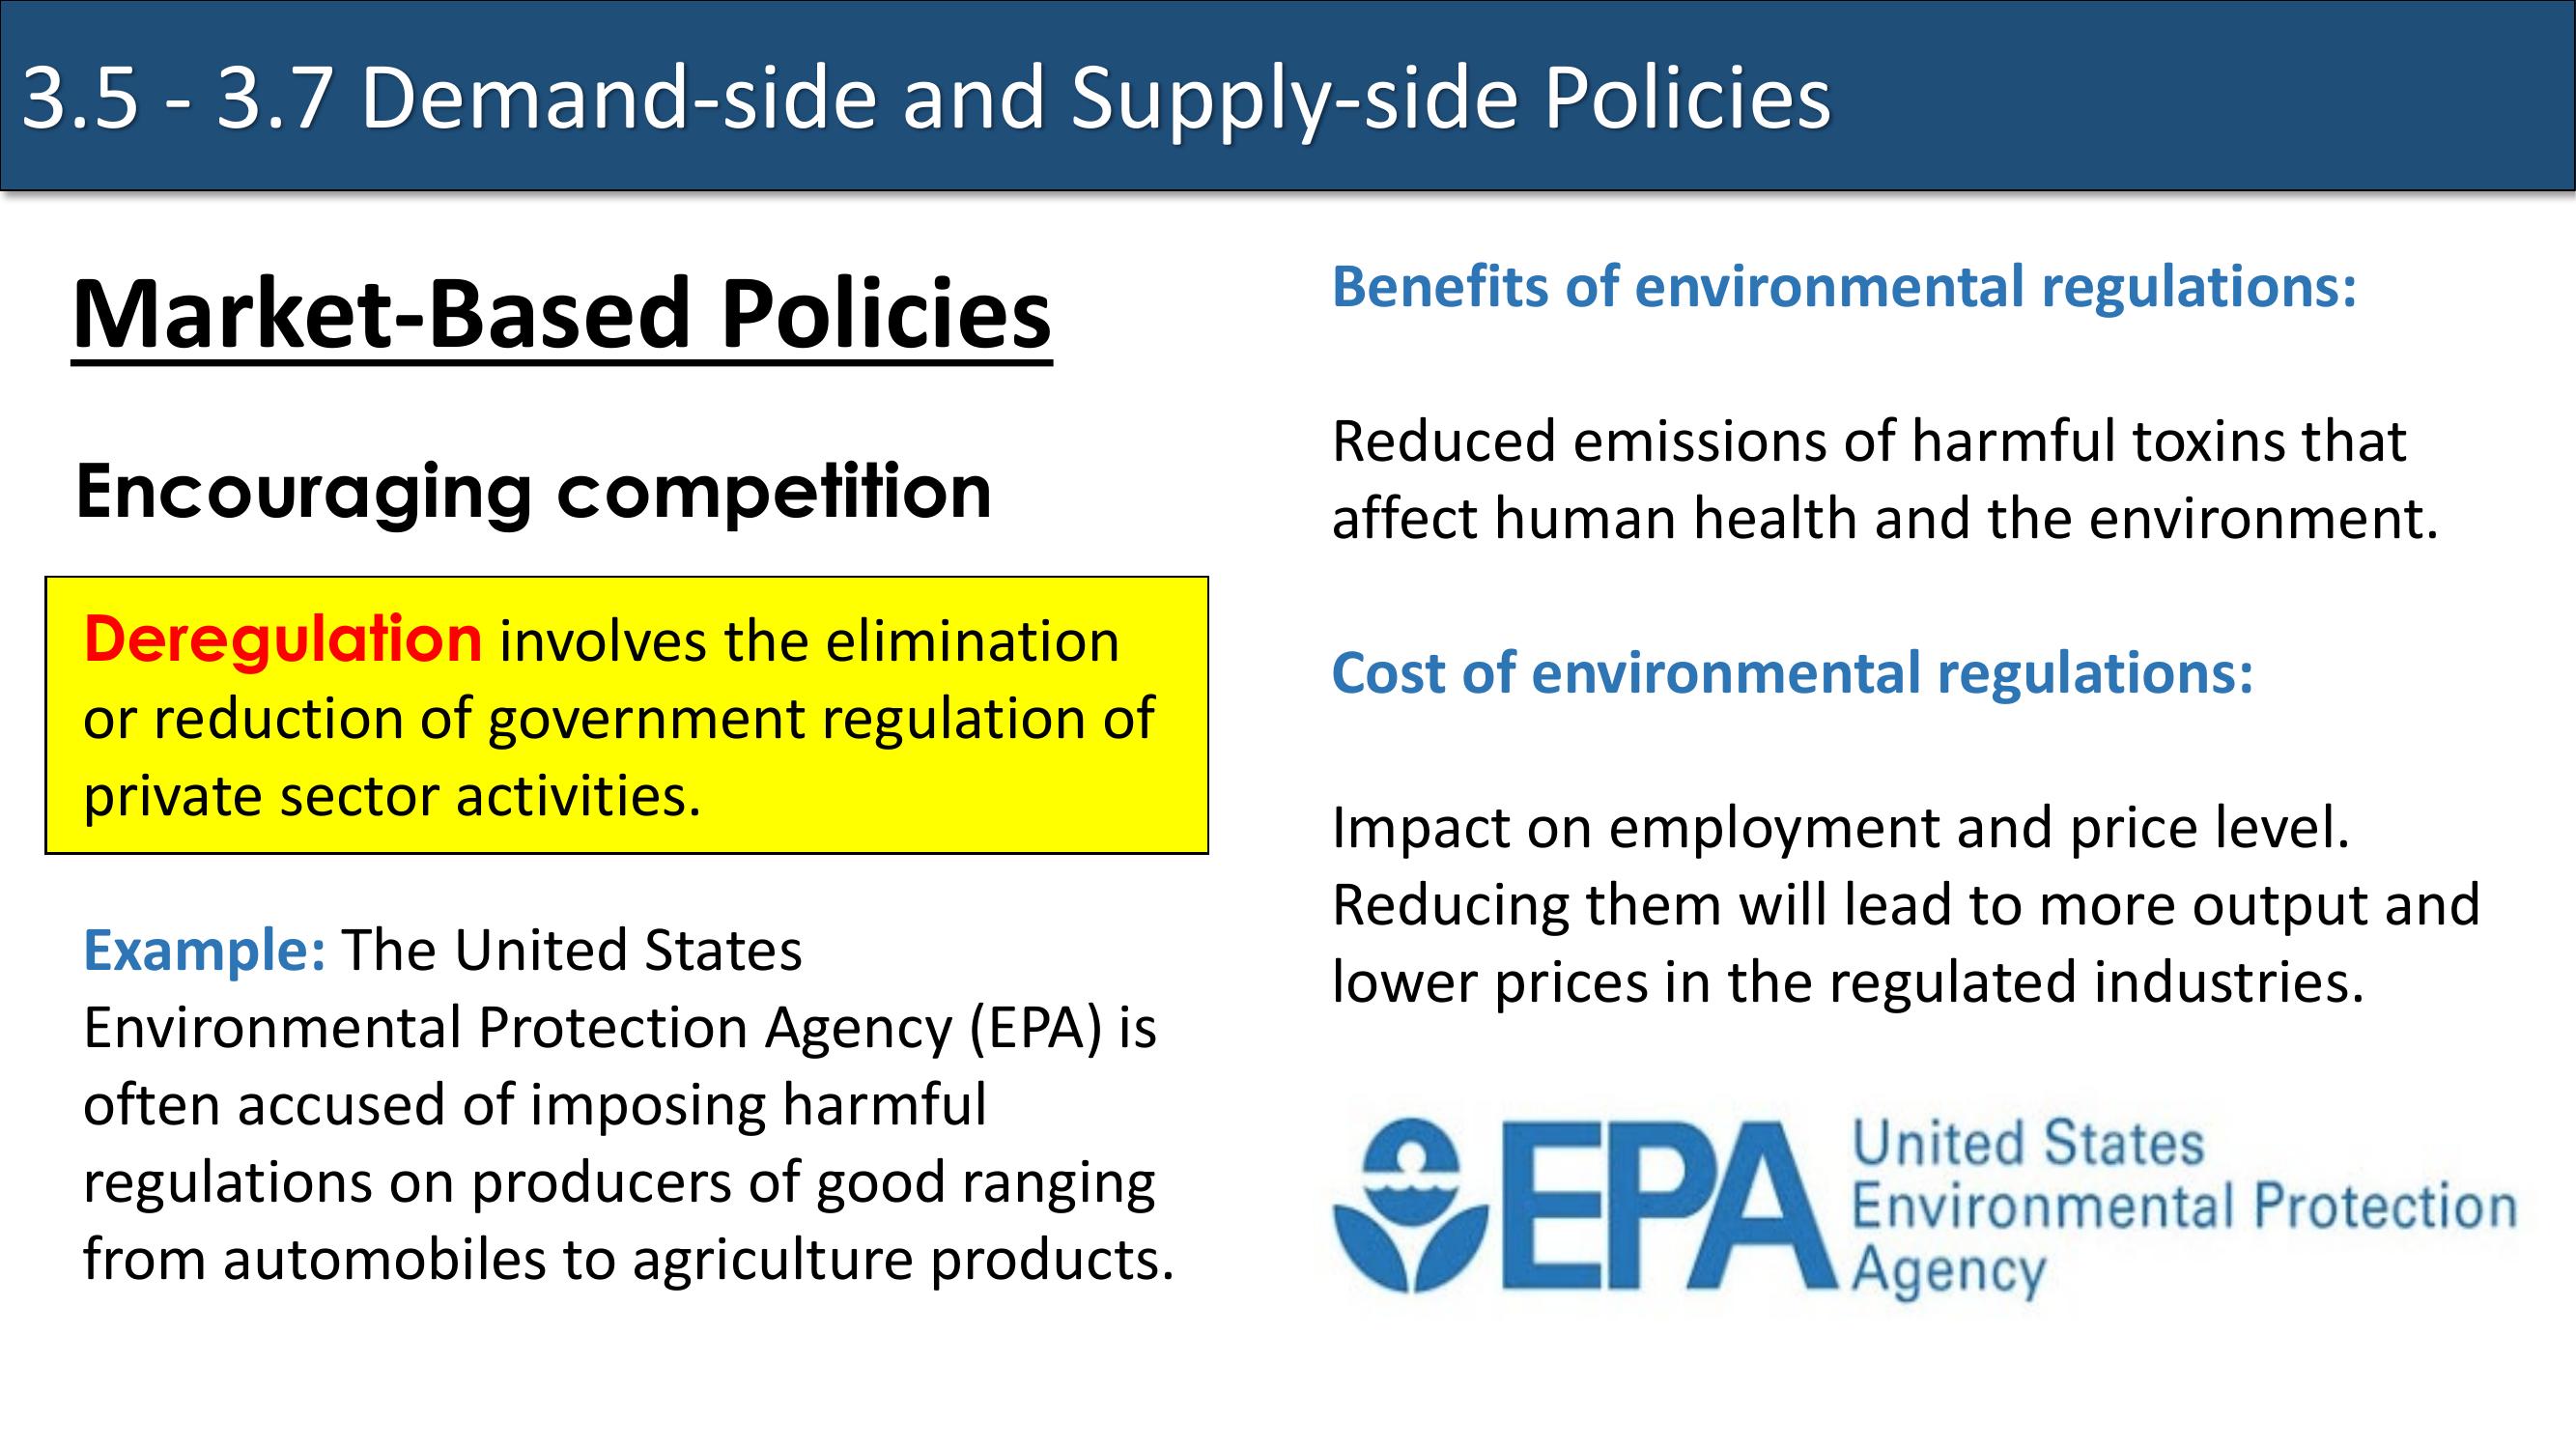 3.5 - 3.7 Demand-side and Supply-side Policies
Market-Based Policies
Encouraging competition
Deregulation involves the elimination
or reduction of government regulation of
private sector activities.
Example: The United States
Environmental Protection Agency (EPA) is
often accused of imposing harmful
regulations on producers of good ranging
from automobiles to agriculture products.
Benefits of environmental regulations:
Reduced emissions of harmful toxins that
affect human health and the environment.
Cost of environmental regulations:
Impact on employment and price level.
Reducing them will lead to more output and
lower prices in the regulated industries.
EPA United States
Environmental Protection
Agency